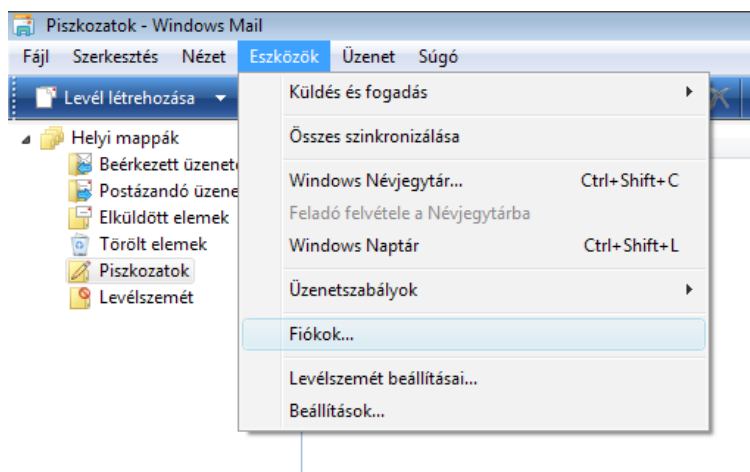 Piszkozatok - Windows Mail
Fájl Szerkesztés Nézet Eszközök Üzenet Súgó
Levél létrehozása
Küldés és fogadás
Összes szinkronizálása
Windows Névjegytár... Ctrl+Shift+C
Feladó felvétele a Névjegytárba
Windows Naptár Ctrl+Shift+L
Üzenetszabályok
Fiókok...
Levélszemét beállításai...
Beállítások...
Helyi mappák
Beérkezett üzenet
Postázandó üzene
Elküldött elemek
Törölt elemek
Piszkozatok
Levélszemét